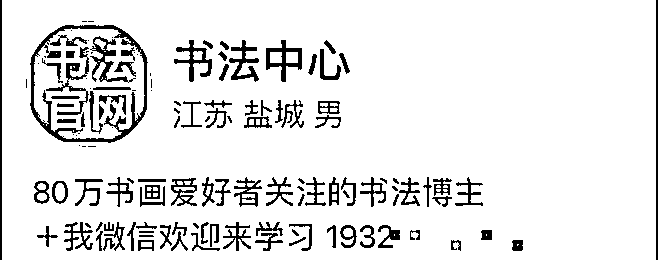 书法
官网
书法中心
江苏 盐城 男
80万书画爱好者关注的书法博主
＋我微信欢迎来学习 1932